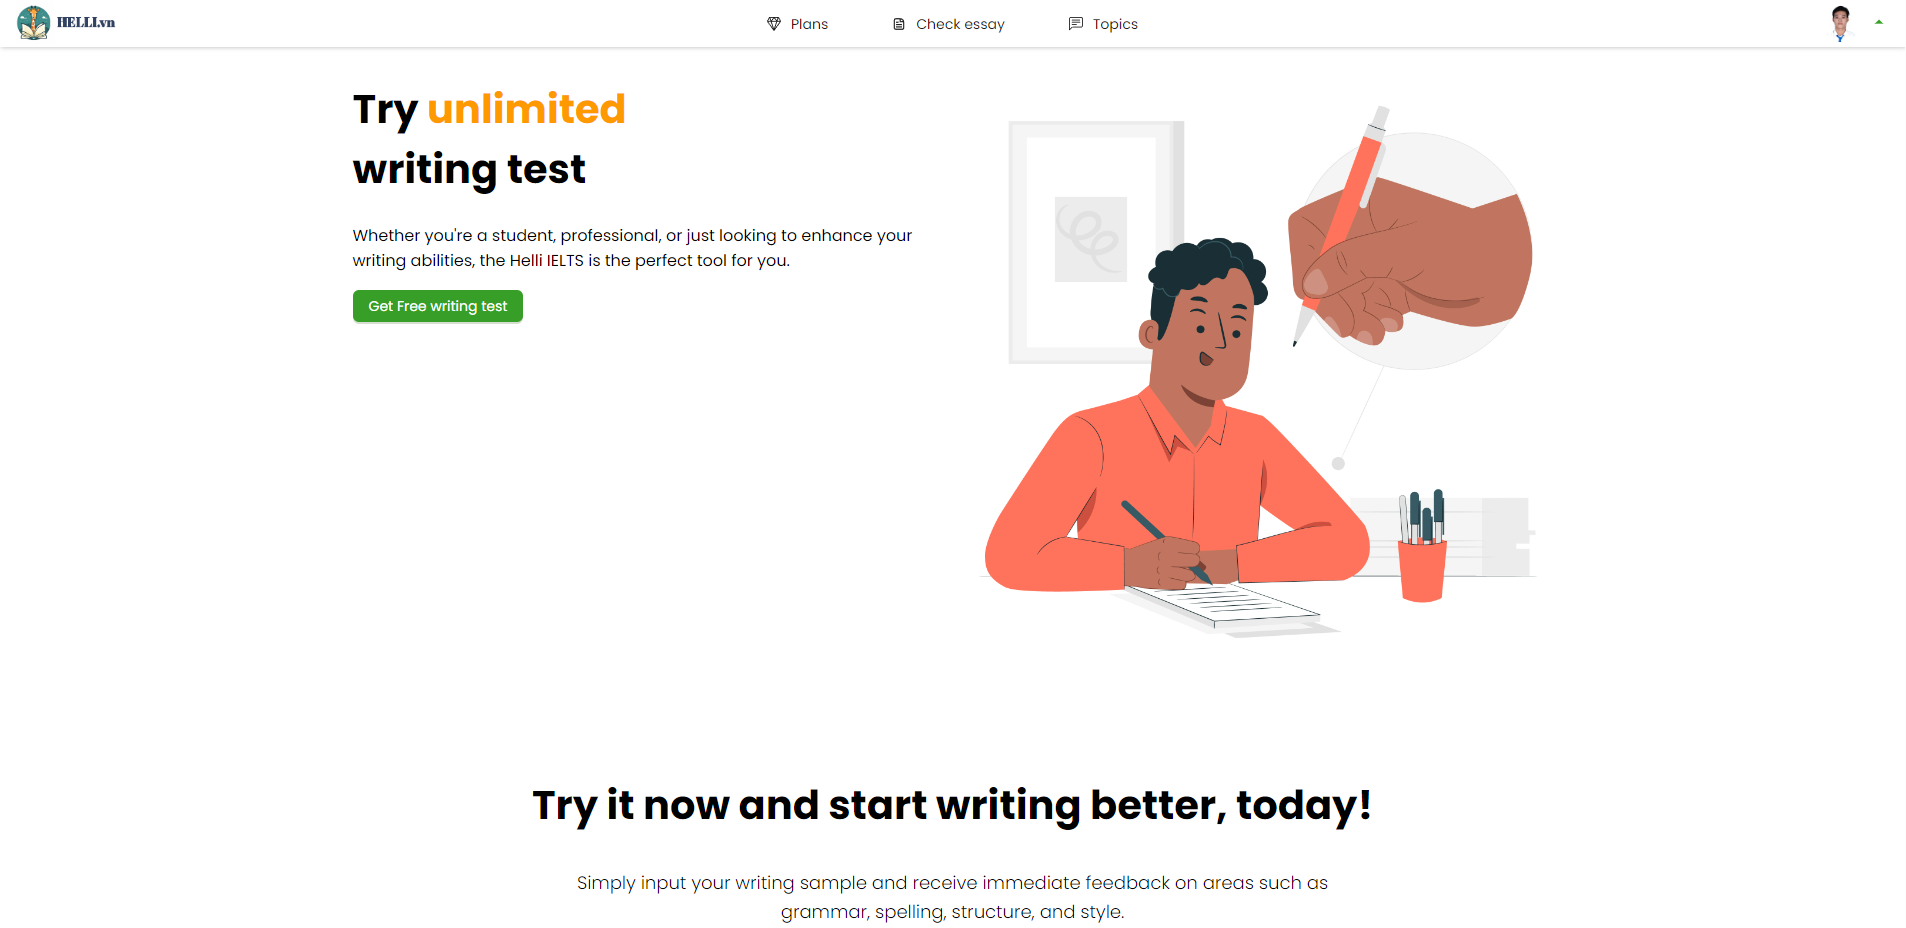 HELLI.vn
Plans
Check essay
Topics
Try unlimited
writing test
Whether you're a student, professional, or just looking to enhance your
writing abilities, the Helli IELTS is the perfect tool for you.
Get Free writing test
Try it now and start writing better, today!
Simply input your writing sample and receive immediate feedback on areas such as
grammar, spelling, structure, and style.